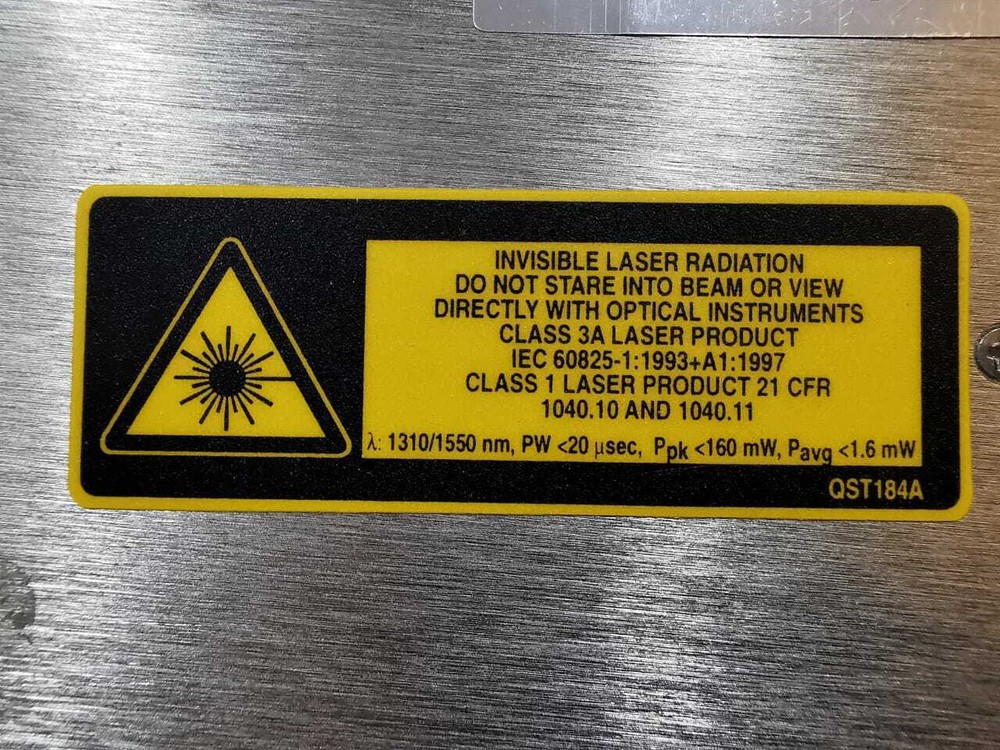 INVISIBLE LASER RADIATION
DO NOT STARE INTO BEAM OR VIEW
DIRECTLY WITH OPTICAL INSTRUMENTS
CLASS 3A LASER PRODUCT
IEC 60825-1:1993+A1:1997
CLASS 1 LASER PRODUCT 21 CFR
1040.10 AND 1040.11
λ: 1310/1550 nm, PW <20 μsec, Ppk <160 mW, Pavg <1.6 mW
QST184A